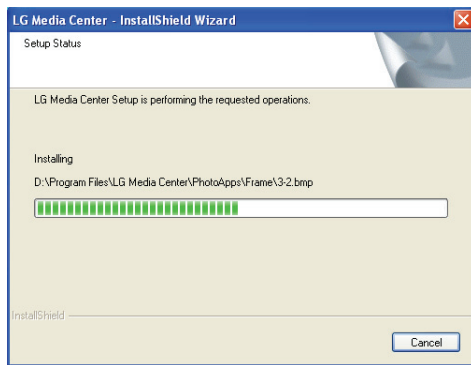 LG Media Center - InstallShield Wizard
Setup Status
LG Media Center Setup is performing the requested operations.
Installing
D:\Program Files\LG Media Center\PhotoApps\Frame\3-2.bmp
InstallShield
Cancel